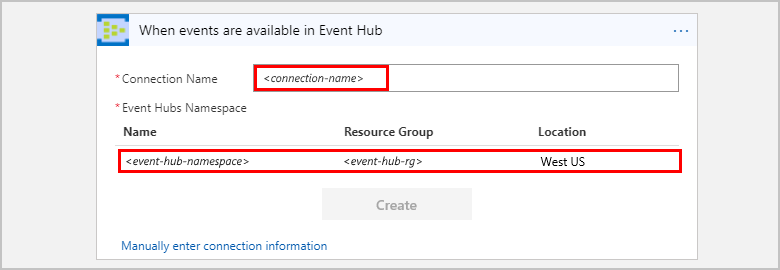 When events are available in Event Hub ...
*Connection Name <connection-name>
*Event Hubs Namespace
Name Resource Group Location
<event-hub-namespace> <event-hub-rg> West US
Create
Manually enter connection information